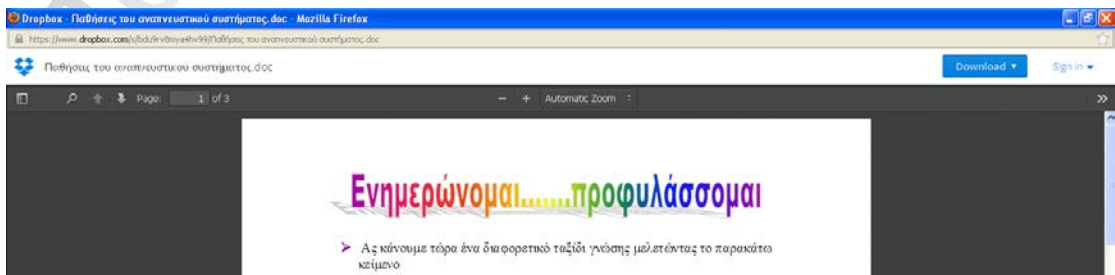 Dropbox - Παθήσεις του αναπνευστικού συστήματος.doc - Mozilla Firefox
Παθήσεις του αναπνευστικού συστήματος.doc
Download
Sign in
Page: 1 of 3
Automatic Zoom
Ενημερώνομαι.......προφυλάσσομαι
Ας κάνουμε τώρα ένα διαφορετικό ταξίδι γνώσης μελετώντας το παρακάτω
κείμενο